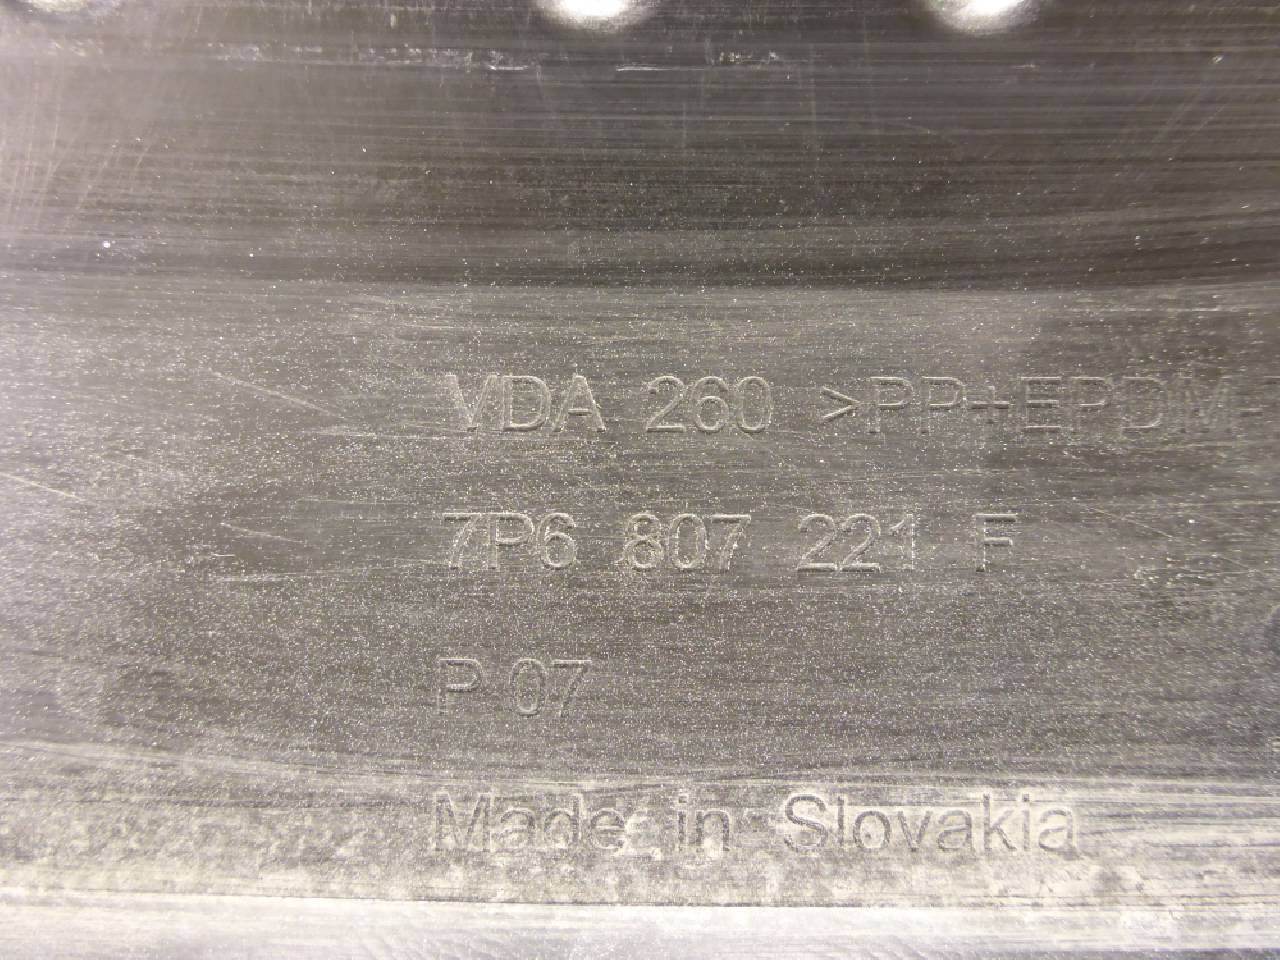 VDA 260 >PP+EPDM-
7P6 807 221 F
P 07
Made in Slovakia